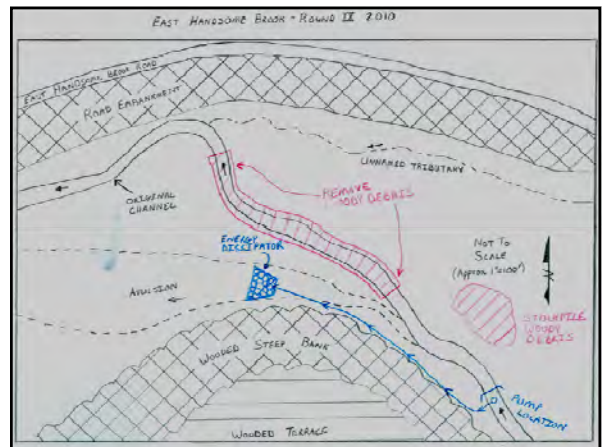 EAST HANDSOME BROOK - ROUND II 2010
EAST HANDSOME BROOK ROAD
ROAD EMBANKMENT
UNNAMED TRIBUTARY
ORIGINAL
CHANNEL
REMOVE
WOODY DEBRIS
ENERGY
DISSIPATOR
NOT TO
SCALE
(Approx 1"=100')
N
AVULSION
STOCKPILE
WOODY
DEBRIS
WOODED STEEP BANK
PUMP
LOCATION
WOODED TERRACE